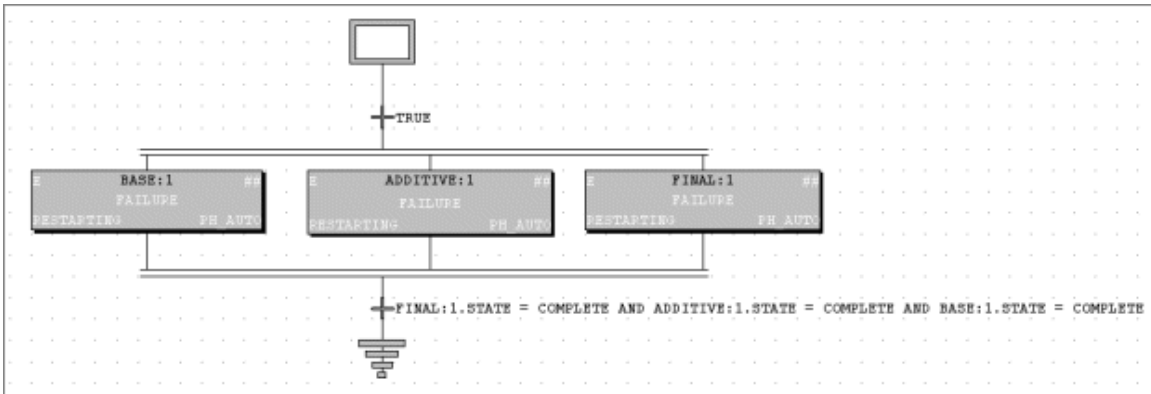 TRUE
E BASE:1 ##
FAILURE
RESTARTING PH_AUTO
E ADDITIVE:1 ##
FAILURE
RESTARTING PH_AUTO
E FINAL:1 ##
FAILURE
RESTARTING PH_AUTO
FINAL:1.STATE = COMPLETE AND ADDITIVE:1.STATE = COMPLETE AND BASE:1.STATE = COMPLETE